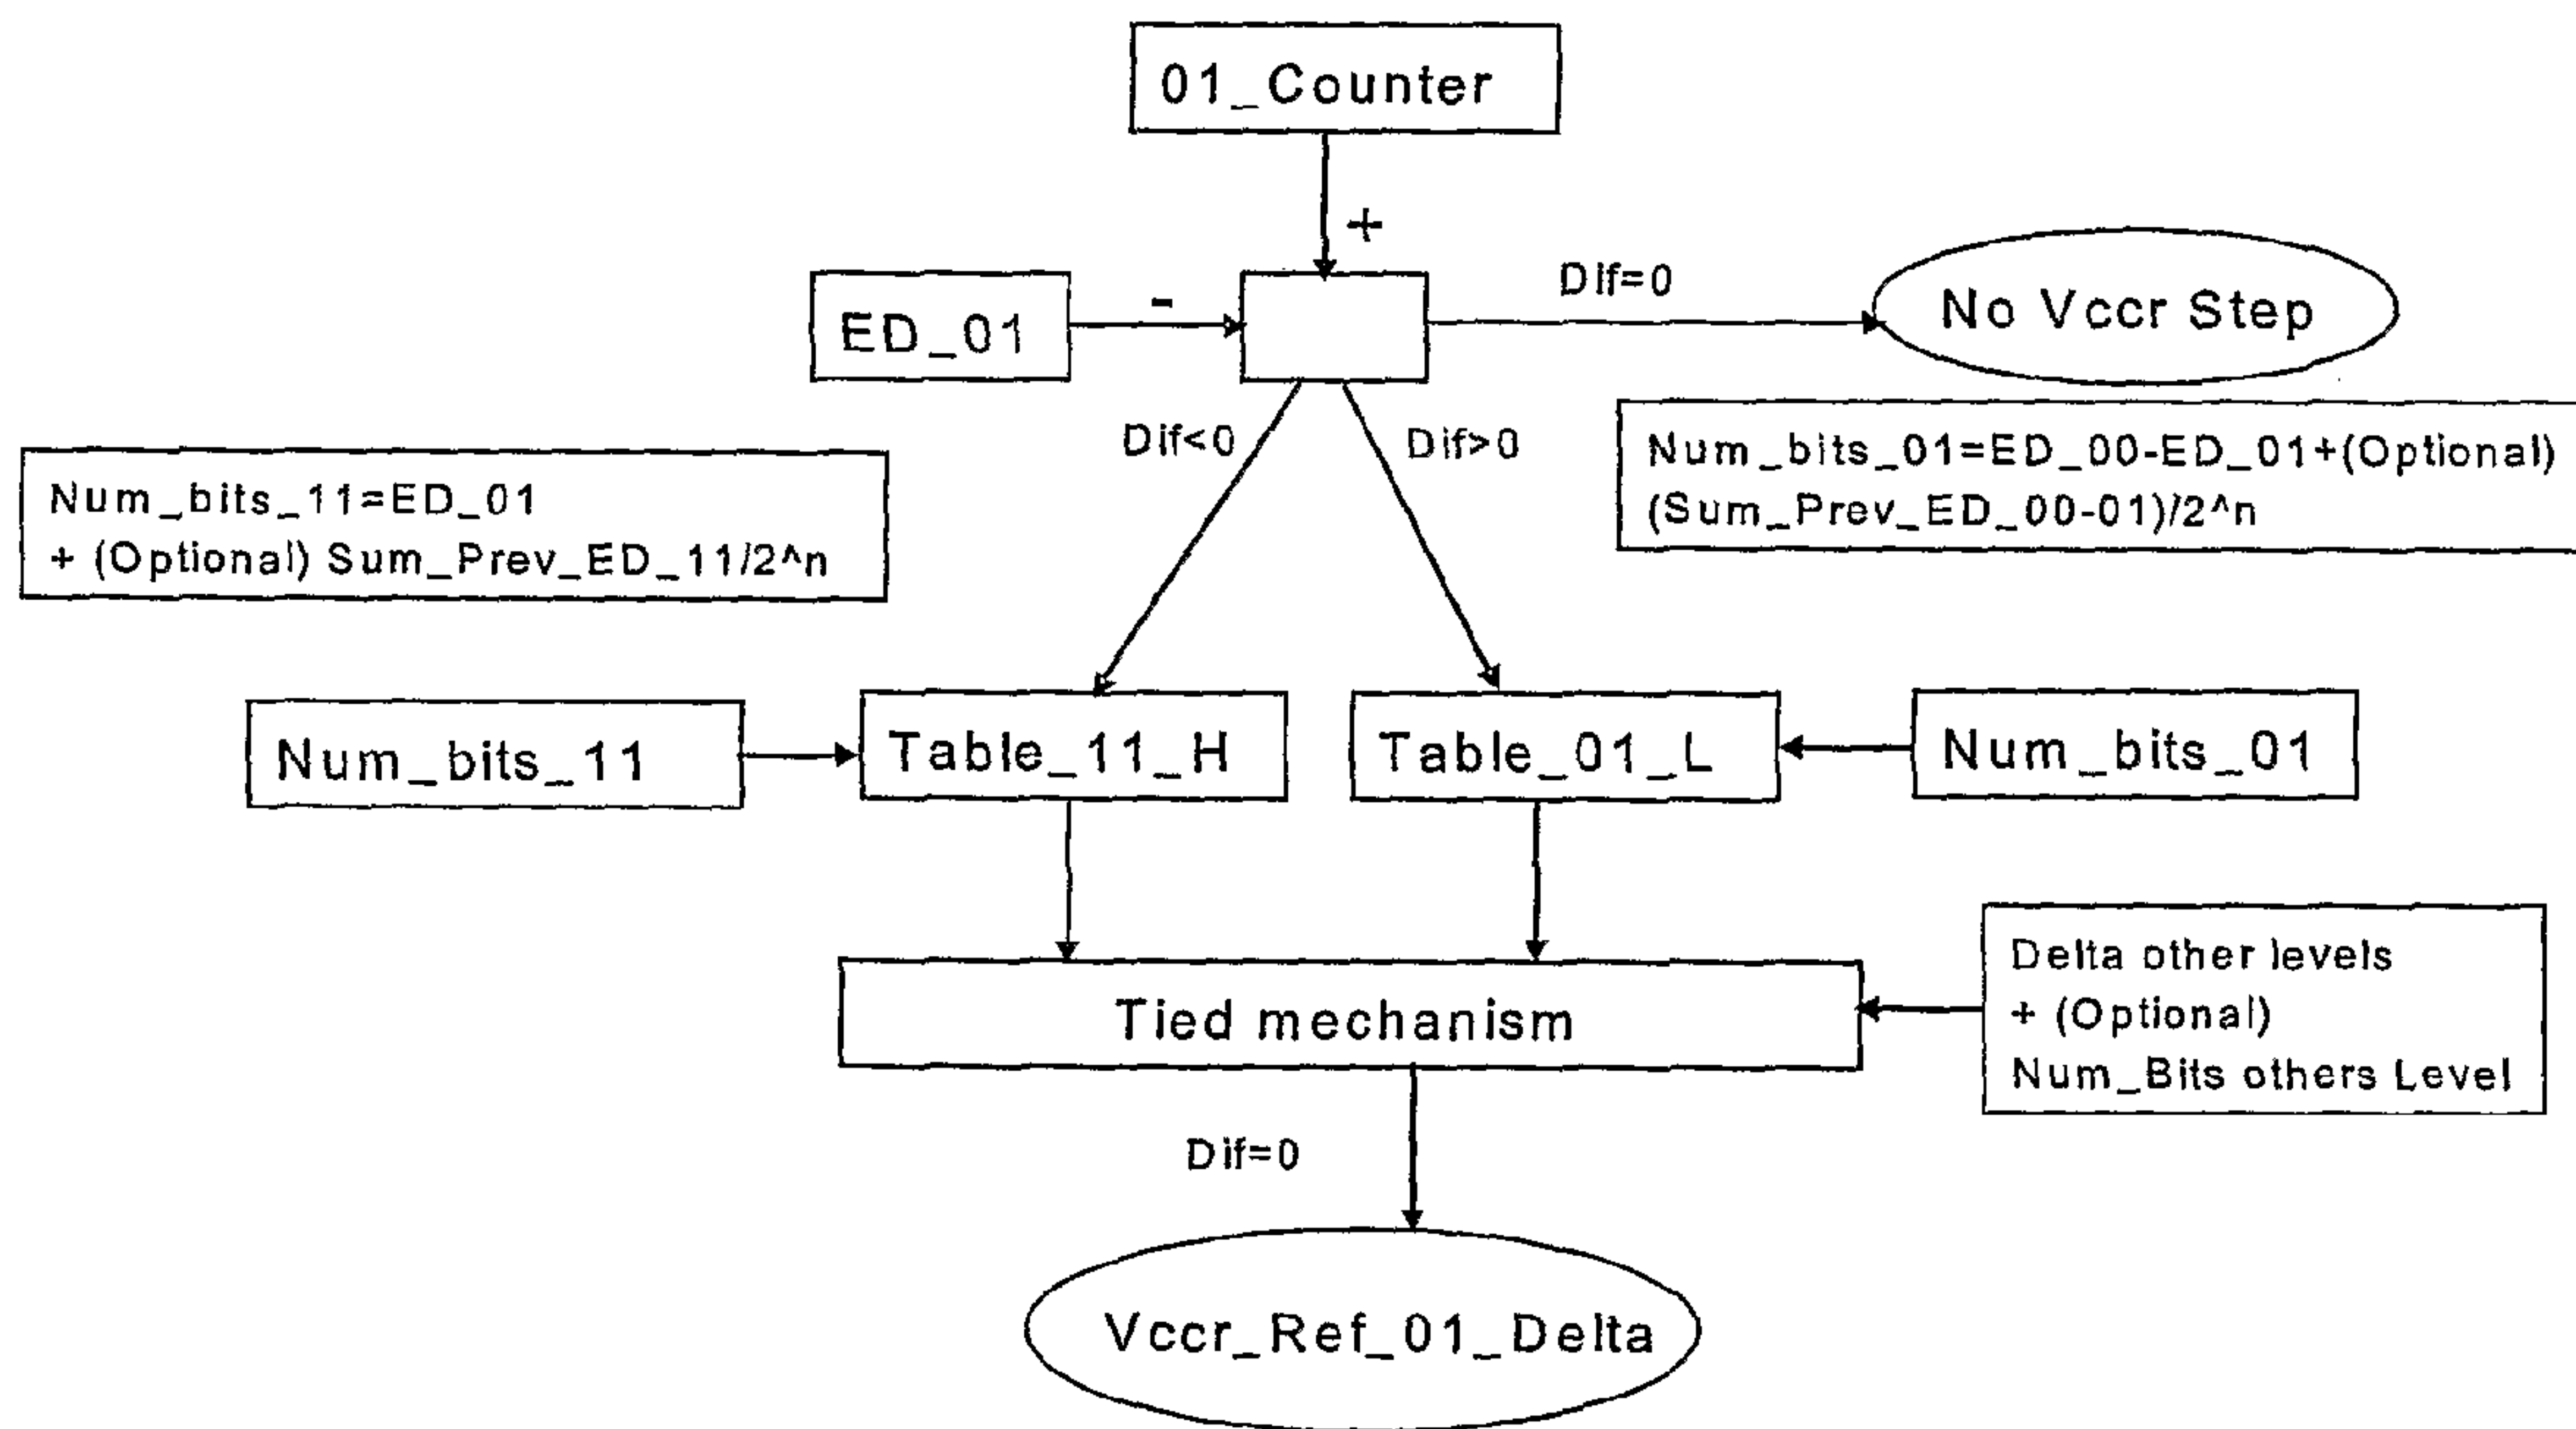 01_Counter
+
ED_01
-
Dif=0
No Vccr Step
Dif<0
Dif>0
Num_bits_11=ED_01
+ (Optional) Sum_Prev_ED_11/2^n
Num_bits_01=ED_00-ED_01+(Optional)
(Sum_Prev_ED_00-01)/2^n
Num_bits_11
Table_11_H
Table_01_L
Num_bits_01
Tied mechanism
Delta other levels
+ (Optional)
Num_Bits others Level
Dif=0
Vccr_Ref_01_Delta